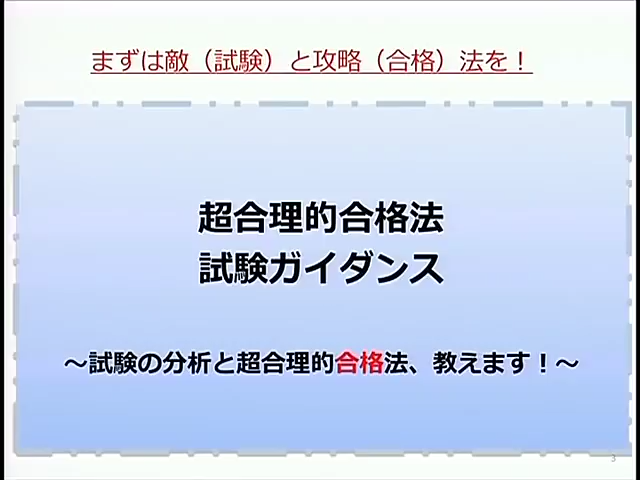 まずは敵（試験）と攻略（合格）法を！
超合理的合格法
試験ガイダンス
～試験の分析と超合理的合格法、教えます！～
3